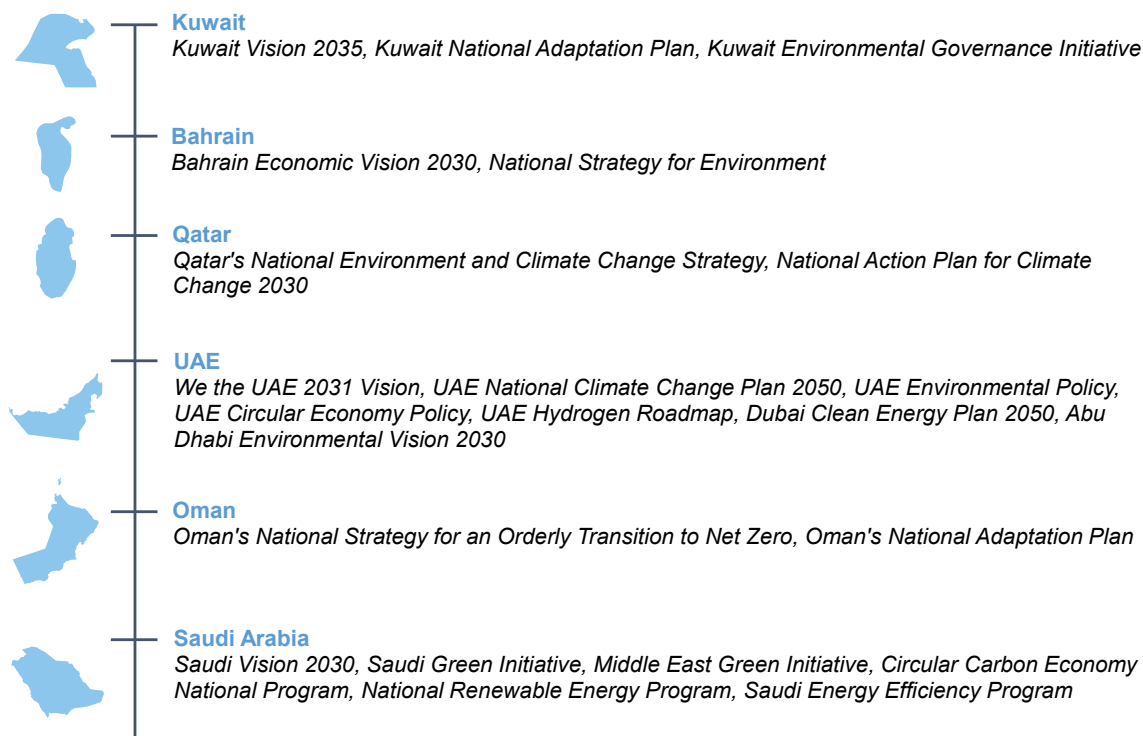 Kuwait
Kuwait Vision 2035, Kuwait National Adaptation Plan, Kuwait Environmental Governance Initiative
Bahrain
Bahrain Economic Vision 2030, National Strategy for Environment
Qatar
Qatar's National Environment and Climate Change Strategy, National Action Plan for Climate
Change 2030
UAE
We the UAE 2031 Vision, UAE National Climate Change Plan 2050, UAE Environmental Policy,
UAE Circular Economy Policy, UAE Hydrogen Roadmap, Dubai Clean Energy Plan 2050, Abu
Dhabi Environmental Vision 2030
Oman
Oman's National Strategy for an Orderly Transition to Net Zero, Oman's National Adaptation Plan
Saudi Arabia
Saudi Vision 2030, Saudi Green Initiative, Middle East Green Initiative, Circular Carbon Economy
National Program, National Renewable Energy Program, Saudi Energy Efficiency Program